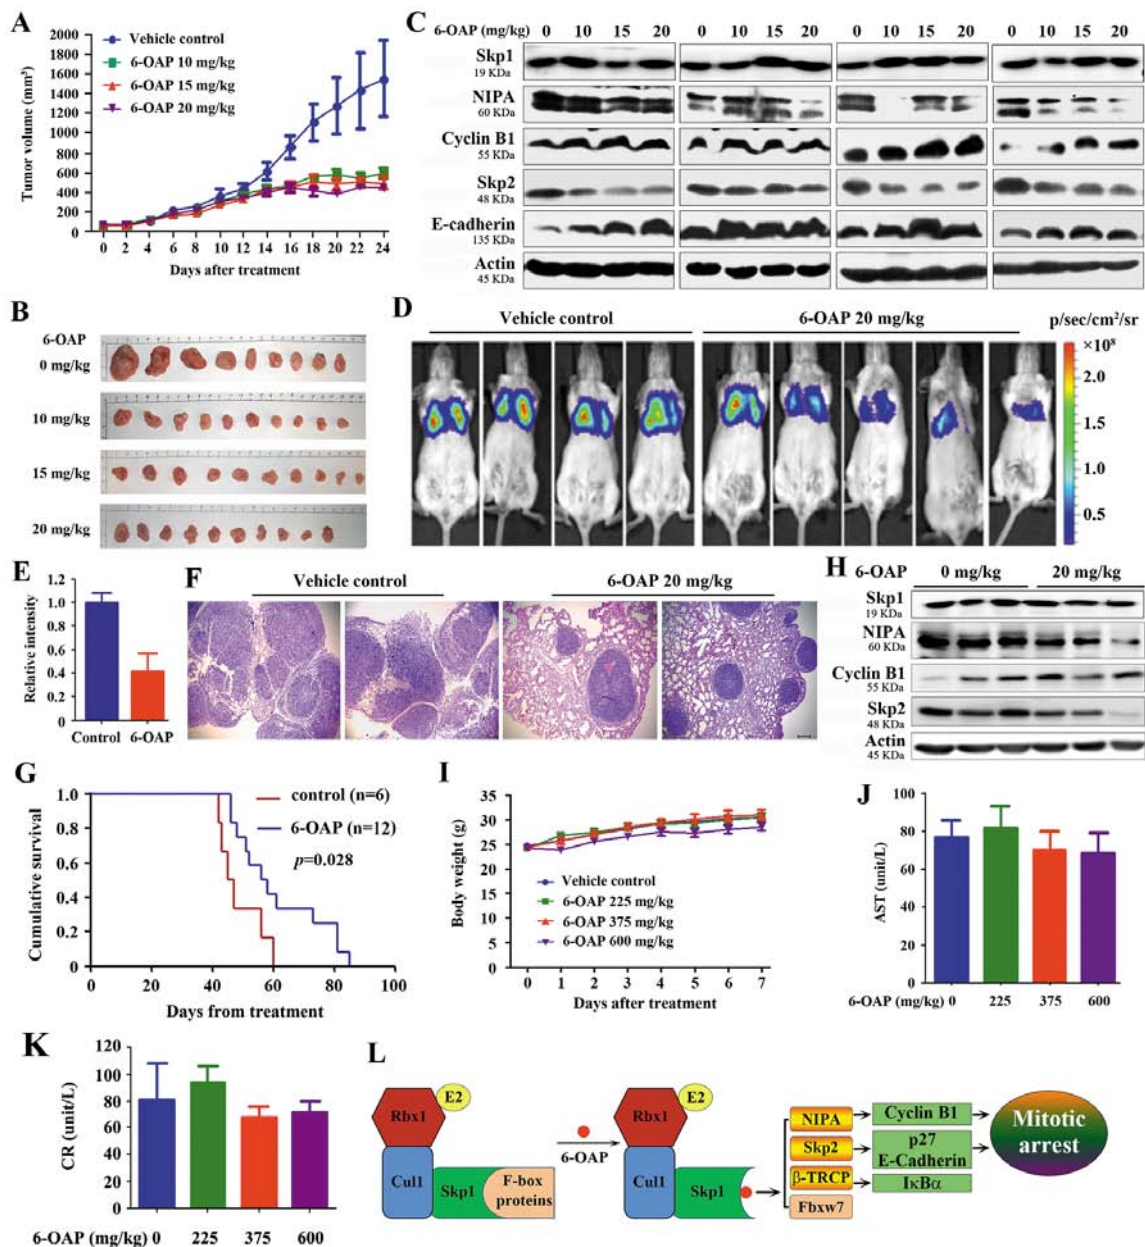 A
Tumor volume (mm³)
2000
1800
1600
1400
1200
1000
800
600
400
200
0
Vehicle control
6-OAP 10 mg/kg
6-OAP 15 mg/kg
6-OAP 20 mg/kg
0 2 4 6 8 10 12 14 16 18 20 22 24
Days after treatment
B
6-OAP
0 mg/kg
10 mg/kg
15 mg/kg
20 mg/kg
C
6-OAP (mg/kg) 0 10 15 20 0 10 15 20 0 10 15 20 0 10 15 20
Skp1
19 KDa
NIPA
60 KDa
Cyclin B1
55 KDa
Skp2
48 KDa
E-cadherin
135 KDa
Actin
45 KDa
D
Vehicle control 6-OAP 20 mg/kg p/sec/cm²/sr
×10⁸
2.0
1.5
1.0
0.5
E
Relative intensity
1.2
1.0
0.8
0.6
0.4
0.2
0
Control 6-OAP
F
Vehicle control 6-OAP 20 mg/kg
G
Cumulative survival
1.0
0.8
0.6
0.4
0.2
0
control (n=6)
6-OAP (n=12)
p=0.028
0 20 40 60 80 100
Days from treatment
H
6-OAP 0 mg/kg 20 mg/kg
Skp1
19 KDa
NIPA
60 KDa
Cyclin B1
55 KDa
Skp2
48 KDa
Actin
45 KDa
I
Body weight (g)
35
30
25
20
15
10
5
0
Vehicle control
6-OAP 225 mg/kg
6-OAP 375 mg/kg
6-OAP 600 mg/kg
0 1 2 3 4 5 6 7
Days after treatment
J
AST (unit/L)
100
80
60
40
20
0
6-OAP (mg/kg) 0 225 375 600
K
CR (unit/L)
120
100
80
60
40
20
0
6-OAP (mg/kg) 0 225 375 600
L
Rbx1
E2
Cul1
Skp1
F-box
proteins
6-OAP
Rbx1
E2
Cul1
Skp1
NIPA
Skp2
β-TRCP
Fbxw7
Cyclin B1
p27
E-Cadherin
IκBα
Mitotic
arrest